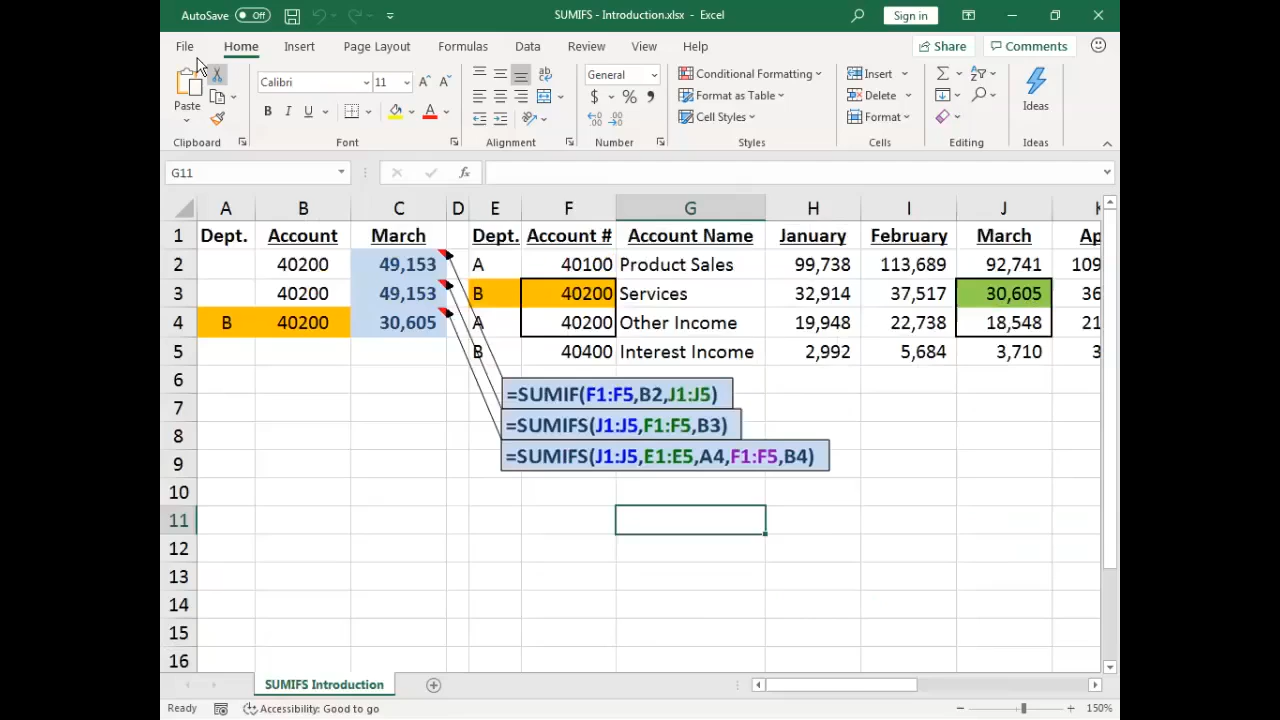 AutoSave Off SUMIFS - Introduction.xlsx - Excel Sign in
File Home Insert Page Layout Formulas Data Review View Help Share Comments
Paste Calibri 11 B I U A A A General $ % , Conditional Formatting Format as Table Cell Styles Insert Delete Format Ideas
Clipboard Font Alignment Number Styles Cells Editing Ideas
G11 fx
A B C D E F G H I J K
1 Dept. Account March Dept. Account # Account Name January February March Ap
2 40200 49,153 A 40100 Product Sales 99,738 113,689 92,741 109
3 40200 49,153 B 40200 Services 32,914 37,517 30,605 36
4 B 40200 30,605 A 40200 Other Income 19,948 22,738 18,548 21
5 B 40400 Interest Income 2,992 5,684 3,710 3
6 =SUMIF(F1:F5,B2,J1:J5)
7
8 =SUMIFS(J1:J5,F1:F5,B3)
9 =SUMIFS(J1:J5,E1:E5,A4,F1:F5,B4)
10
11
12
13
14
15
16
SUMIFS Introduction
Ready Accessibility: Good to go 150%